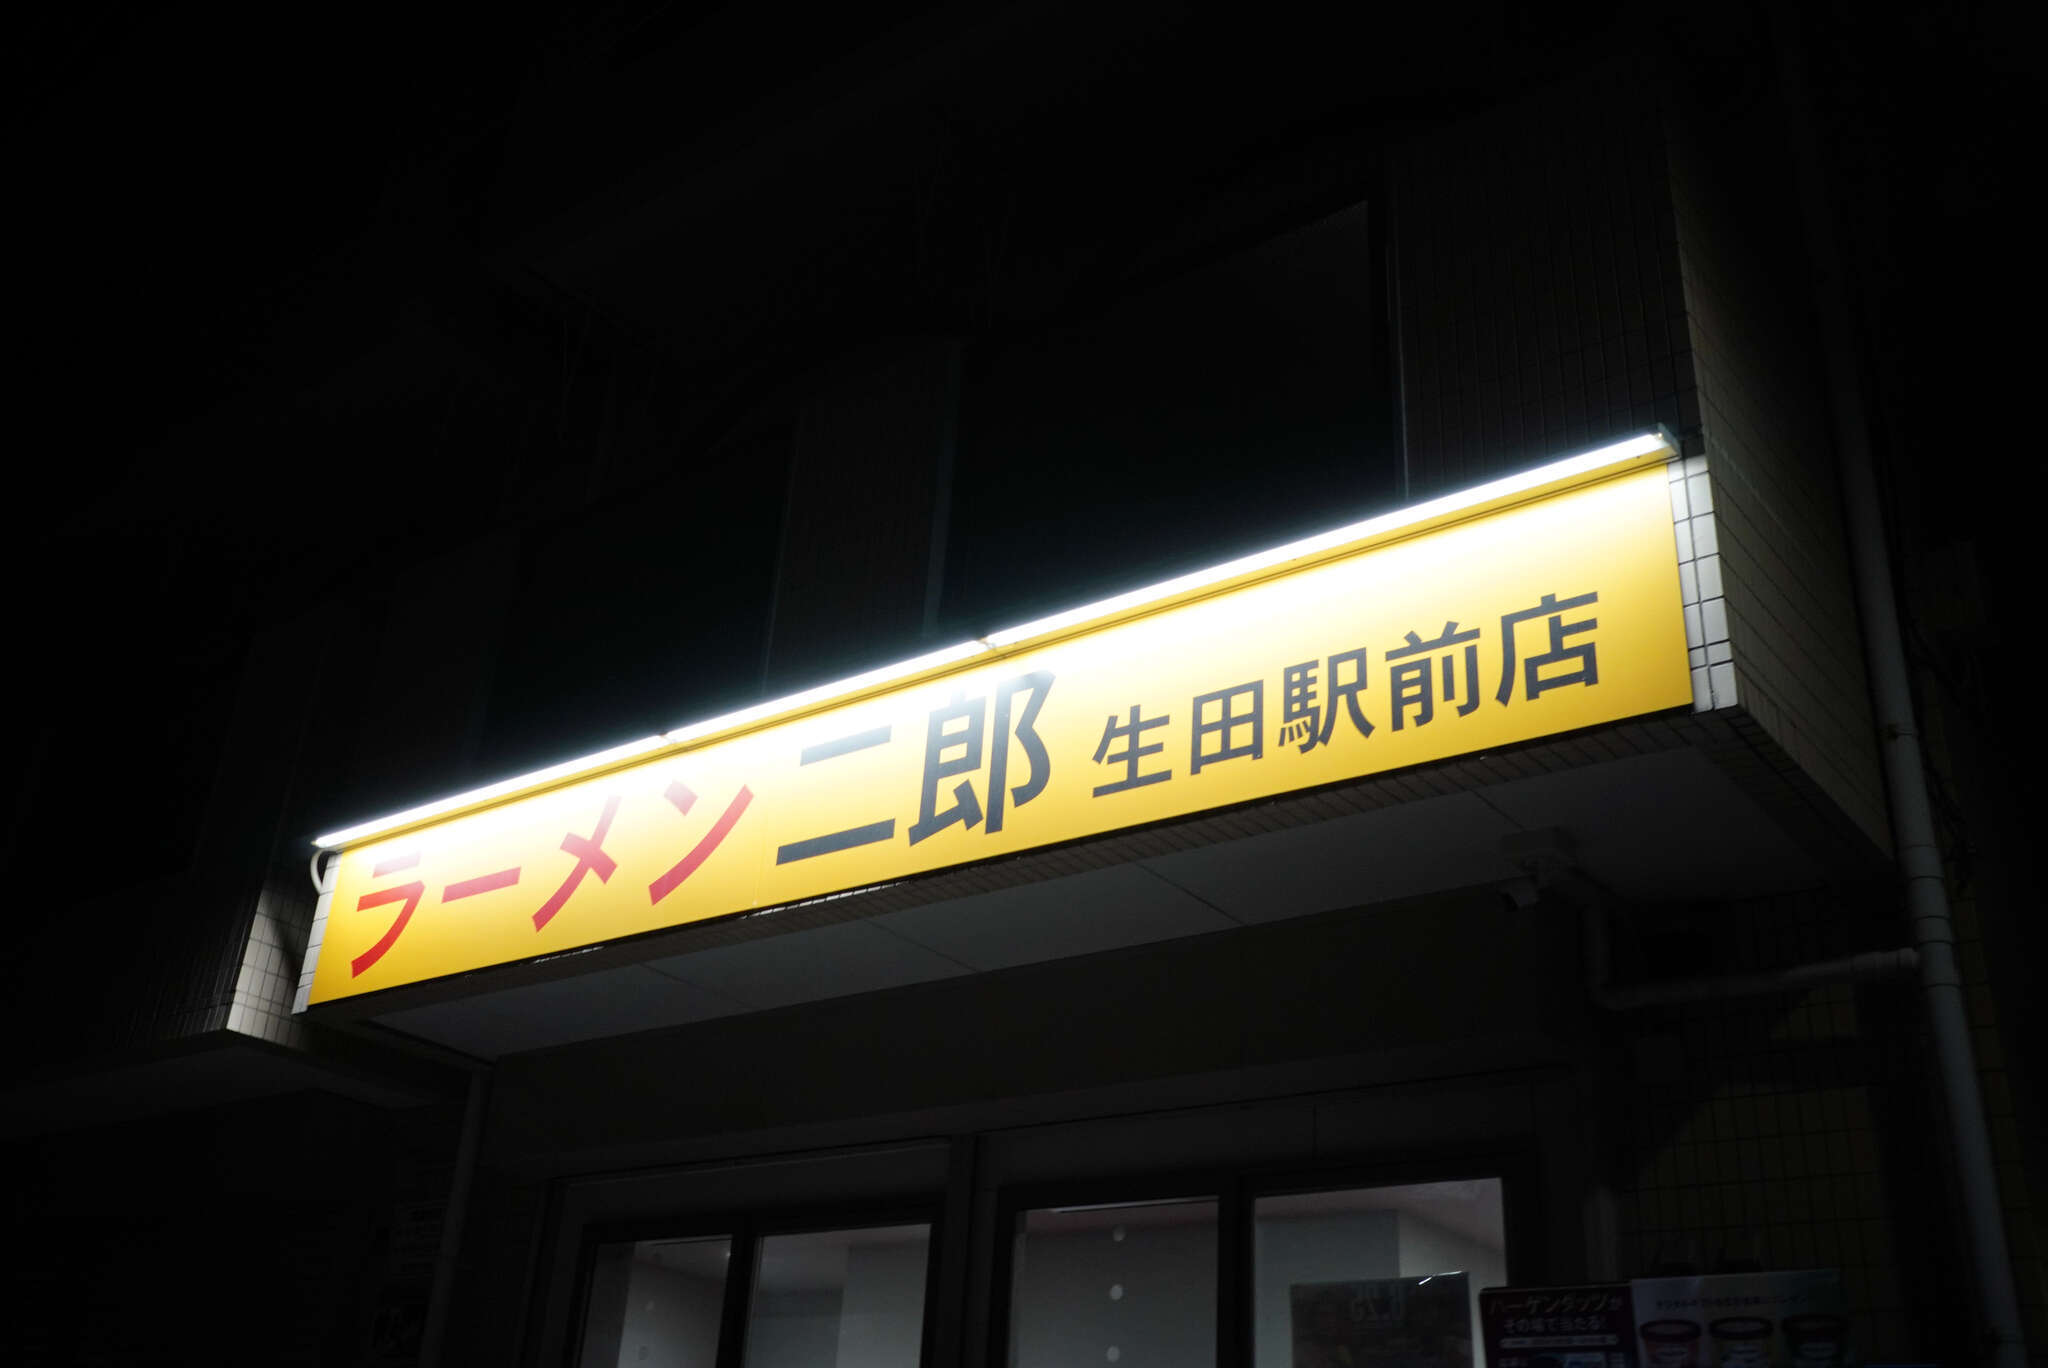 ラーメン 二郎 生田駅前店
ハーゲンダッツが
その場で当たる!